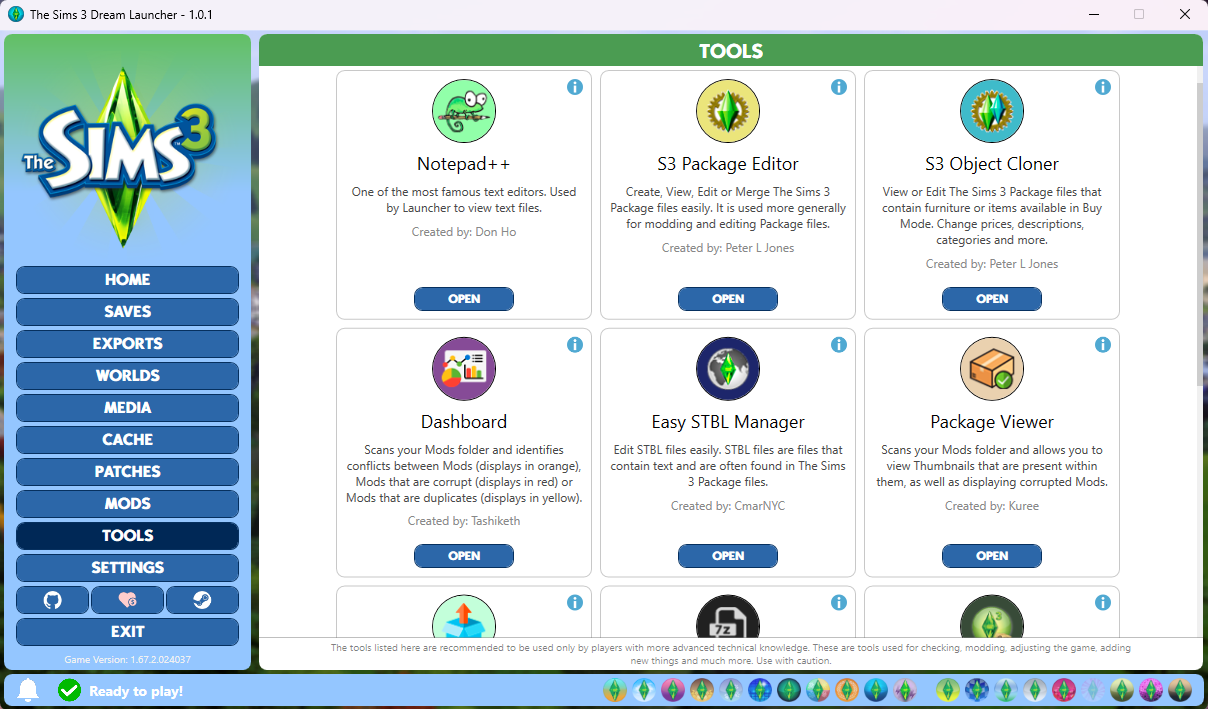 The Sims 3 Dream Launcher - 1.0.1
The SIMS 3
HOME
SAVES
EXPORTS
WORLDS
MEDIA
CACHE
PATCHES
MODS
TOOLS
SETTINGS
EXIT
Game Version: 1.67.2.024037
TOOLS
Notepad++
One of the most famous text editors. Used
by Launcher to view text files.
Created by: Don Ho
OPEN
S3 Package Editor
Create, View, Edit or Merge The Sims 3
Package files easily. It is used more generally
for modding and editing Package files.
Created by: Peter L Jones
OPEN
S3 Object Cloner
View or Edit The Sims 3 Package files that
contain furniture or items available in Buy
Mode. Change prices, descriptions,
categories and more.
Created by: Peter L Jones
OPEN
Dashboard
Scans your Mods folder and identifies
conflicts between Mods (displays in orange),
Mods that are corrupt (displays in red) or
Mods that are duplicates (displays in yellow).
Created by: Tashiketh
OPEN
Easy STBL Manager
Edit STBL files easily. STBL files are files that
contain text and are often found in The Sims
3 Package files.
Created by: CmarNYC
OPEN
Package Viewer
Scans your Mods folder and allows you to
view Thumbnails that are present within
them, as well as displaying corrupted Mods.
Created by: Kuree
OPEN
7z
3
The tools listed here are recommended to be used only by players with more advanced technical knowledge. These are tools used for checking, modding, adjusting the game, adding
new things and much more. Use with caution.
Ready to play!